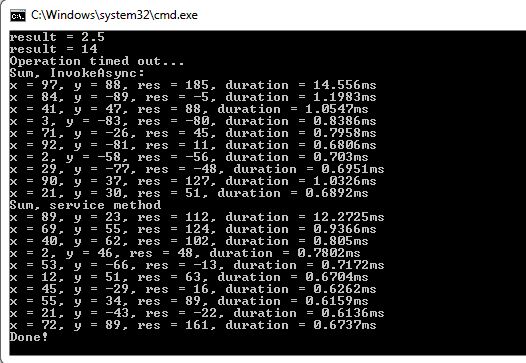 C:\Windows\system32\cmd.exe
result = 2.5
result = 14
Operation timed out...
Sum, InvokeAsync:
x = 97, y = 88, res = 185, duration = 14.556ms
x = 84, y = -89, res = -5, duration = 1.1983ms
x = 41, y = 47, res = 88, duration = 1.0547ms
x = 3, y = -83, res = -80, duration = 0.8386ms
x = 71, y = -26, res = 45, duration = 0.7958ms
x = 92, y = -81, res = 11, duration = 0.6806ms
x = 2, y = -58, res = -56, duration = 0.703ms
x = 29, y = -77, res = -48, duration = 0.6951ms
x = 90, y = 37, res = 127, duration = 1.0326ms
x = 21, y = 30, res = 51, duration = 0.6892ms
Sum, service method
x = 89, y = 23, res = 112, duration = 12.2725ms
x = 69, y = 55, res = 124, duration = 0.9366ms
x = 40, y = 62, res = 102, duration = 0.805ms
x = 2, y = 46, res = 48, duration = 0.7802ms
x = 53, y = -66, res = -13, duration = 0.7172ms
x = 12, y = 51, res = 63, duration = 0.6704ms
x = 45, y = -29, res = 16, duration = 0.6262ms
x = 55, y = 34, res = 89, duration = 0.6159ms
x = 21, y = -43, res = -22, duration = 0.6136ms
x = 72, y = 89, res = 161, duration = 0.6737ms
Done!